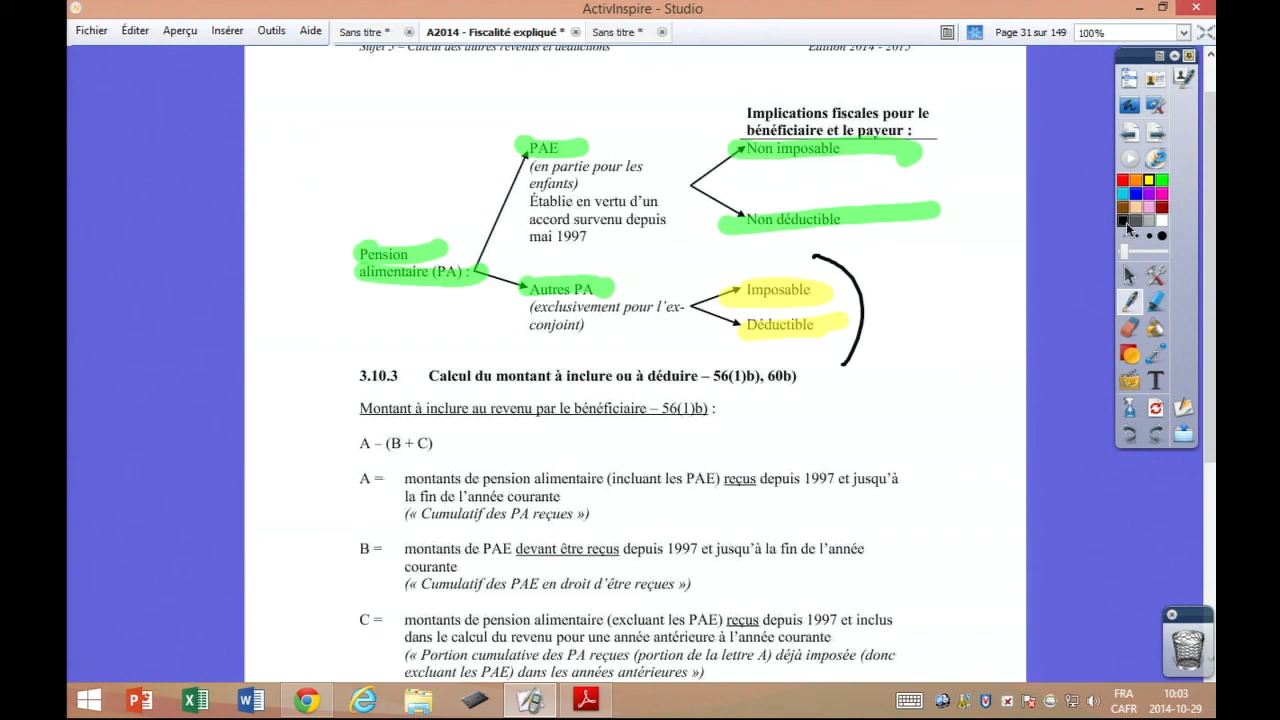 ActivInspire - Studio
Fichier Éditer Aperçu Insérer Outils Aide Sans titre * A2014 - Fiscalité expliqué * Sans titre * Page 31 sur 149 100%
Sujet 3 – Calcul des autres revenus et déductions Édition 2014 - 2015
Implications fiscales pour le
bénéficiaire et le payeur :
PAE Non imposable
(en partie pour les
enfants)
Établie en vertu d’un
accord survenu depuis Non déductible
mai 1997
Pension
alimentaire (PA) :
Autres PA Imposable
(exclusivement pour l’ex-
conjoint) Déductible
3.10.3 Calcul du montant à inclure ou à déduire – 56(1)b), 60b)
Montant à inclure au revenu par le bénéficiaire – 56(1)b) :
A – (B + C)
A = montants de pension alimentaire (incluant les PAE) reçus depuis 1997 et jusqu’à
la fin de l’année courante
(« Cumulatif des PA reçues »)
B = montants de PAE devant être reçus depuis 1997 et jusqu’à la fin de l’année
courante
(« Cumulatif des PAE en droit d’être reçues »)
C = montants de pension alimentaire (excluant les PAE) reçus depuis 1997 et inclus
dans le calcul du revenu pour une année antérieure à l’année courante
(« Portion cumulative des PA reçues (portion de la lettre A) déjà imposée (donc
excluant les PAE) dans les années antérieures »)
FRA 10:03
CAFR 2014-10-29